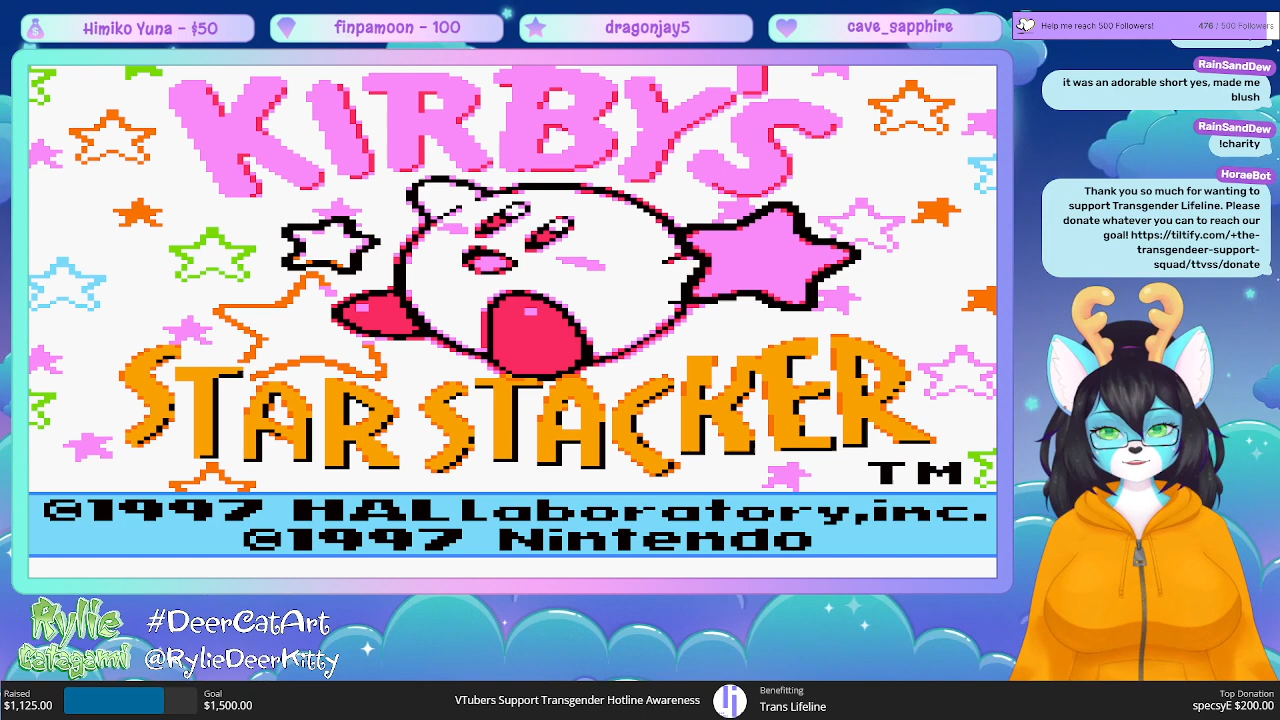 Himiko Yuna - $50
finpamoon - 100
dragonjay5
cave_sapphire
Help me reach 500 Followers!
476 / 500 Followers
KIRBY'S
STAR STACKER
TM
©1997 HALLaboratory,inc.
©1997 Nintendo
RainSandDew
it was an adorable short yes, made me
blush
RainSandDew
!charity
HoraeBot
Thank you so much for wanting to
support Transgender Lifeline. Please
donate whatever you can to reach our
goal! https://tiltify.com/+the-
transgendeer-support-
squad/ttvss/donate
Rylie
Katagami
#DeerCatArt
@RylieDeerKitty
Raised
$1,125.00
Goal
$1,500.00
VTubers Support Transgender Hotline Awareness
Benefitting
Trans Lifeline
Top Donation
specsyE $200.00